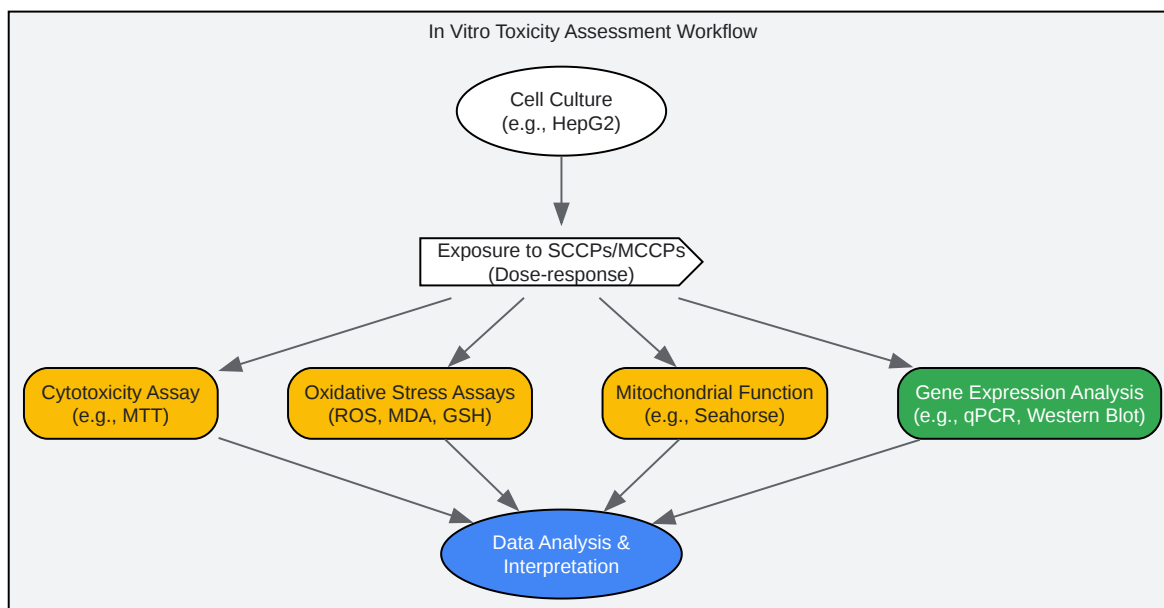 In Vitro Toxicity Assessment Workflow
Cell Culture
(e.g., HepG2)
Exposure to SCCPs/MCCPs
(Dose-response)
Cytotoxicity Assay
(e.g., MTT)
Oxidative Stress Assays
(ROS, MDA, GSH)
Mitochondrial Function
(e.g., Seahorse)
Gene Expression Analysis
(e.g., qPCR, Western Blot)
Data Analysis &
Interpretation